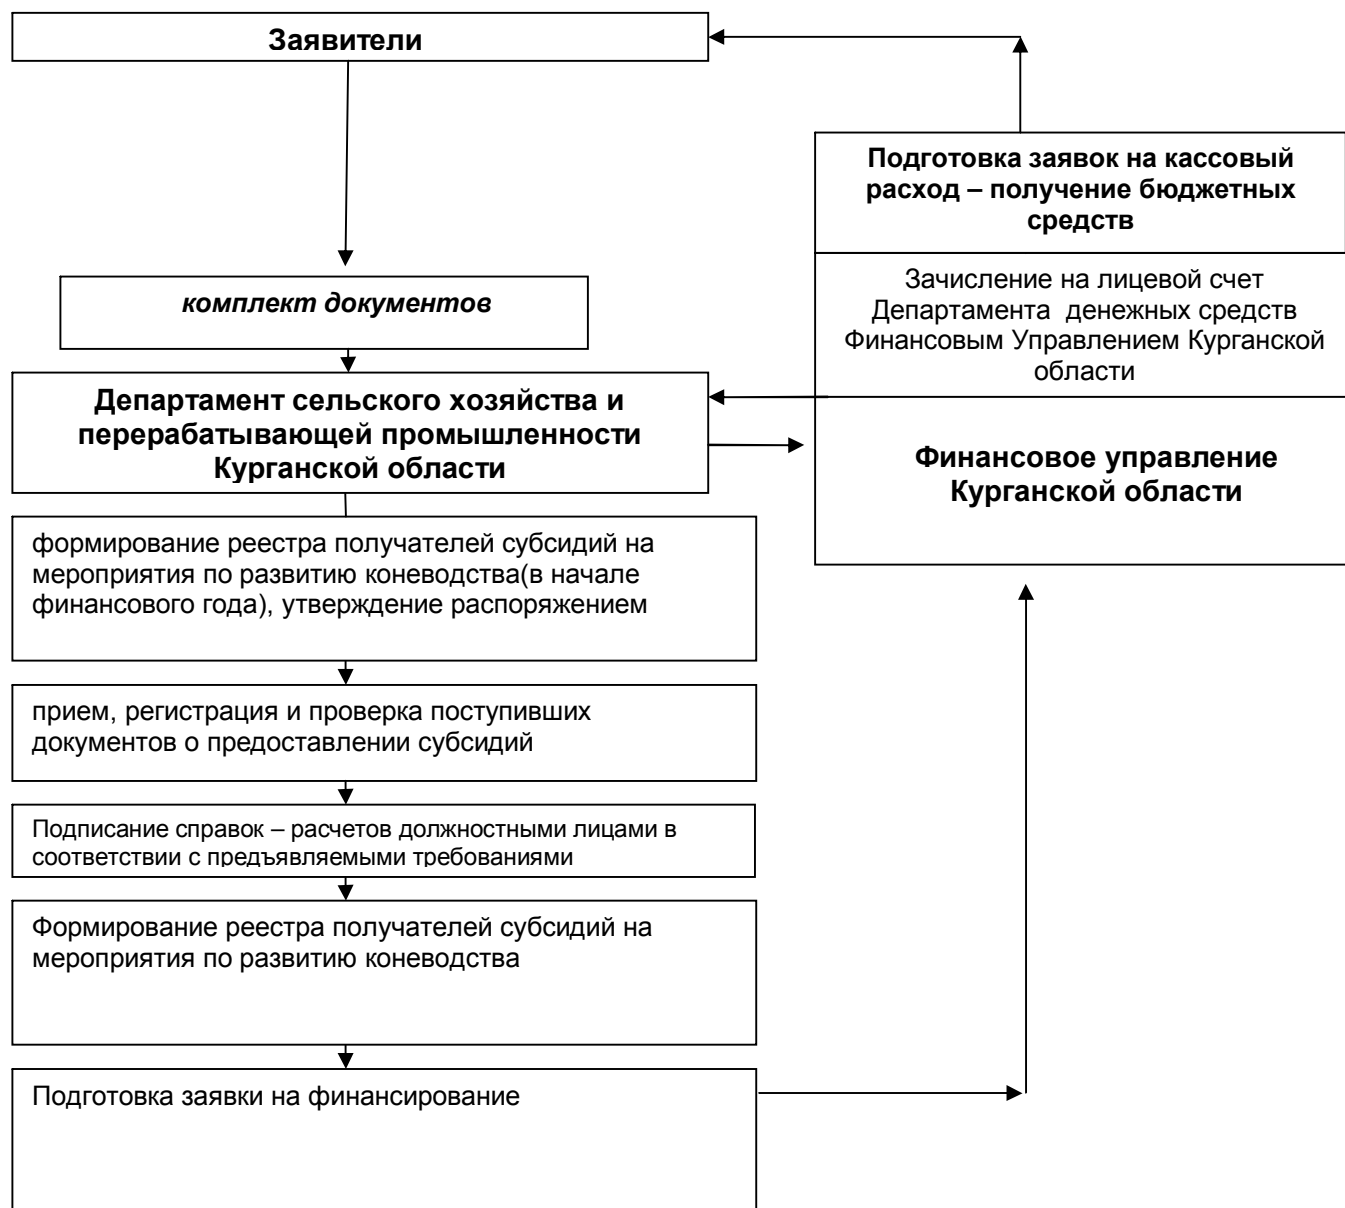 Заявители
Подготовка заявок на кассовый
расход – получение бюджетных
средств
Зачисление на лицевой счет
Департамента  денежных средств
Финансовым Управлением Курганской
области
комплект документов
Департамент сельского хозяйства и
перерабатывающей промышленности
Курганской области
Финансовое управление
Курганской области
формирование реестра получателей субсидий на
мероприятия по развитию коневодства(в начале
финансового года), утверждение распоряжением
прием, регистрация и проверка поступивших
документов о предоставлении субсидий
Подписание справок – расчетов должностными лицами в
соответствии с предъявляемыми требованиями
Формирование реестра получателей субсидий на
мероприятия по развитию коневодства
Подготовка заявки на финансирование